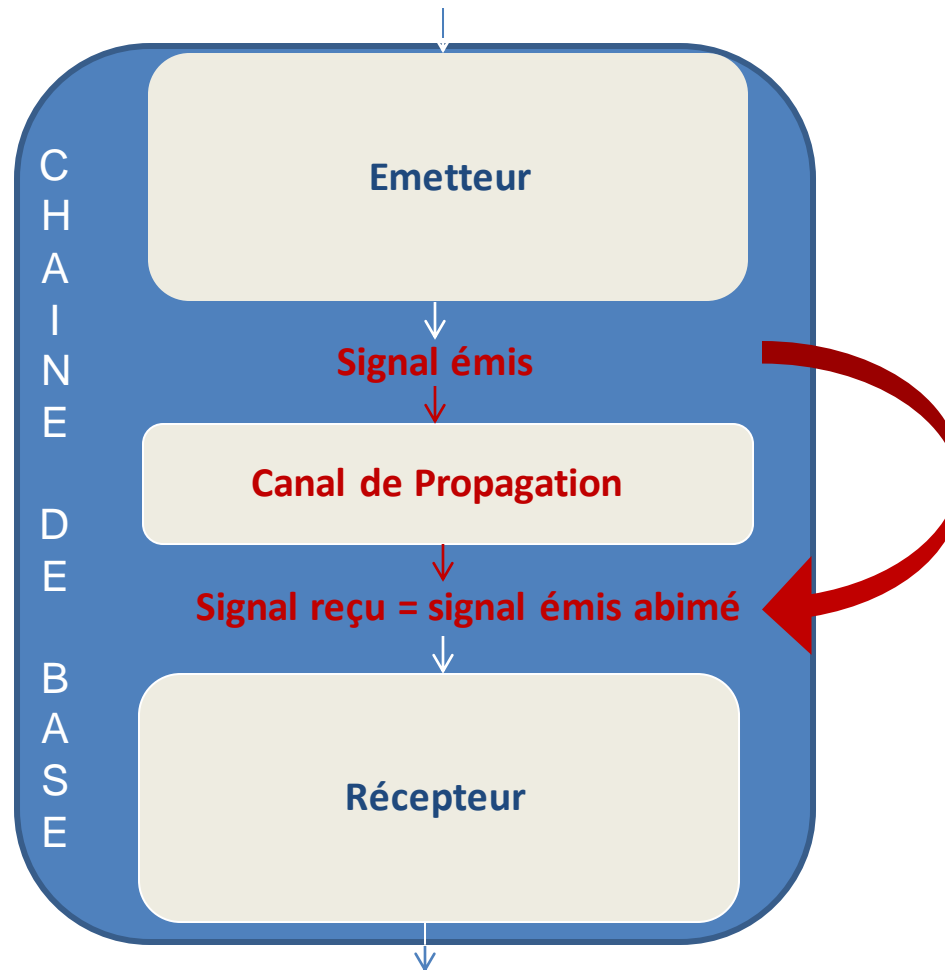 CHAINE DE BASE
Emetteur
Signal émis
Canal de Propagation
Signal reçu = signal émis abimé
Récepteur